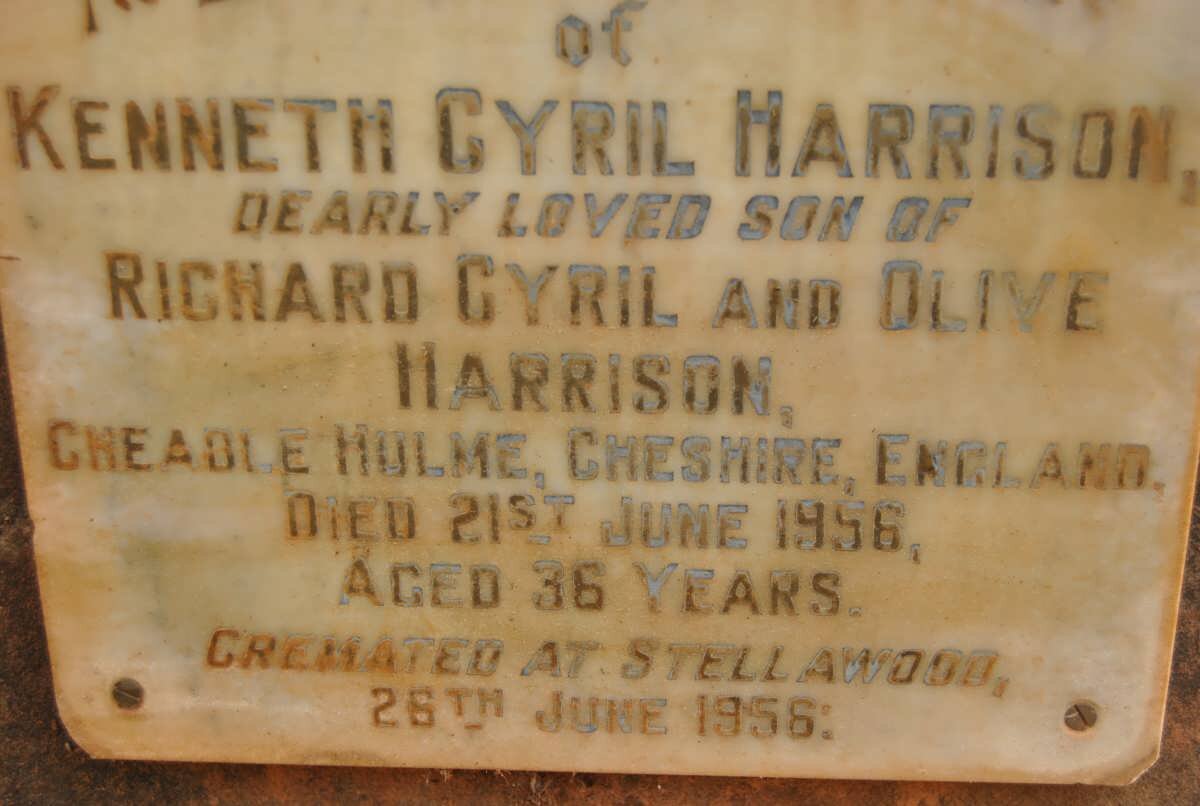 of
KENNETH CYRIL HARRISON,
DEARLY LOVED SON OF
RICHARD CYRIL AND OLIVE
HARRISON,
CHEADLE HULME, CHESHIRE, ENGLAND.
DIED 21ST JUNE 1956,
AGED 36 YEARS.
CREMATED AT STELLAWOOD,
26TH JUNE 1956: